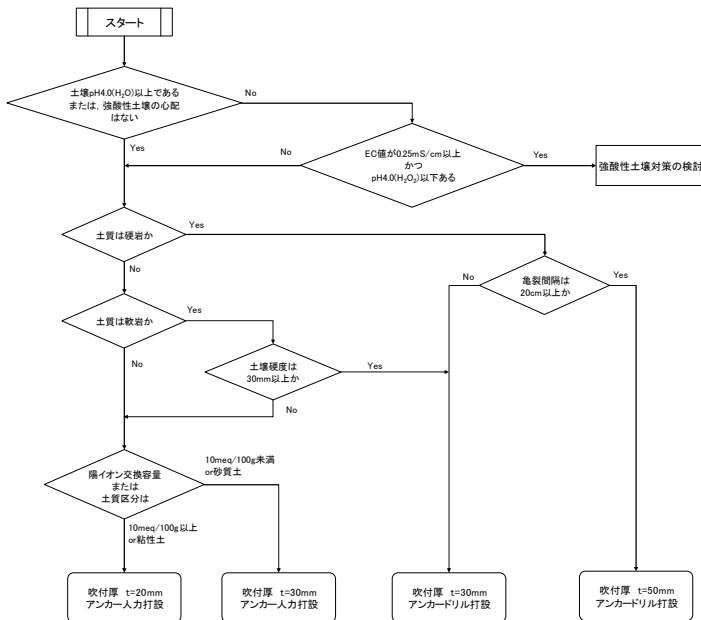 スタート
土壌pH4.0(H₂O)以上である
または，強酸性土壌の心配
はない
No
Yes
EC値が0.25mS/cm以上
かつ
pH4.0(H₂O₂)以下ある
No
Yes
強酸性土壌対策の検討
土質は硬岩か
Yes
No
亀裂間隔は
20cm以上か
No
Yes
土質は軟岩か
Yes
No
土壌硬度は
30mm以上か
Yes
No
陽イオン交換容量
または
土質区分は
10meq/100g未満
or砂質土
10meq/100g以上
or粘性土
吹付厚 t=20mm
アンカー人力打設
吹付厚 t=30mm
アンカー人力打設
吹付厚 t=30mm
アンカードリル打設
吹付厚 t=50mm
アンカードリル打設